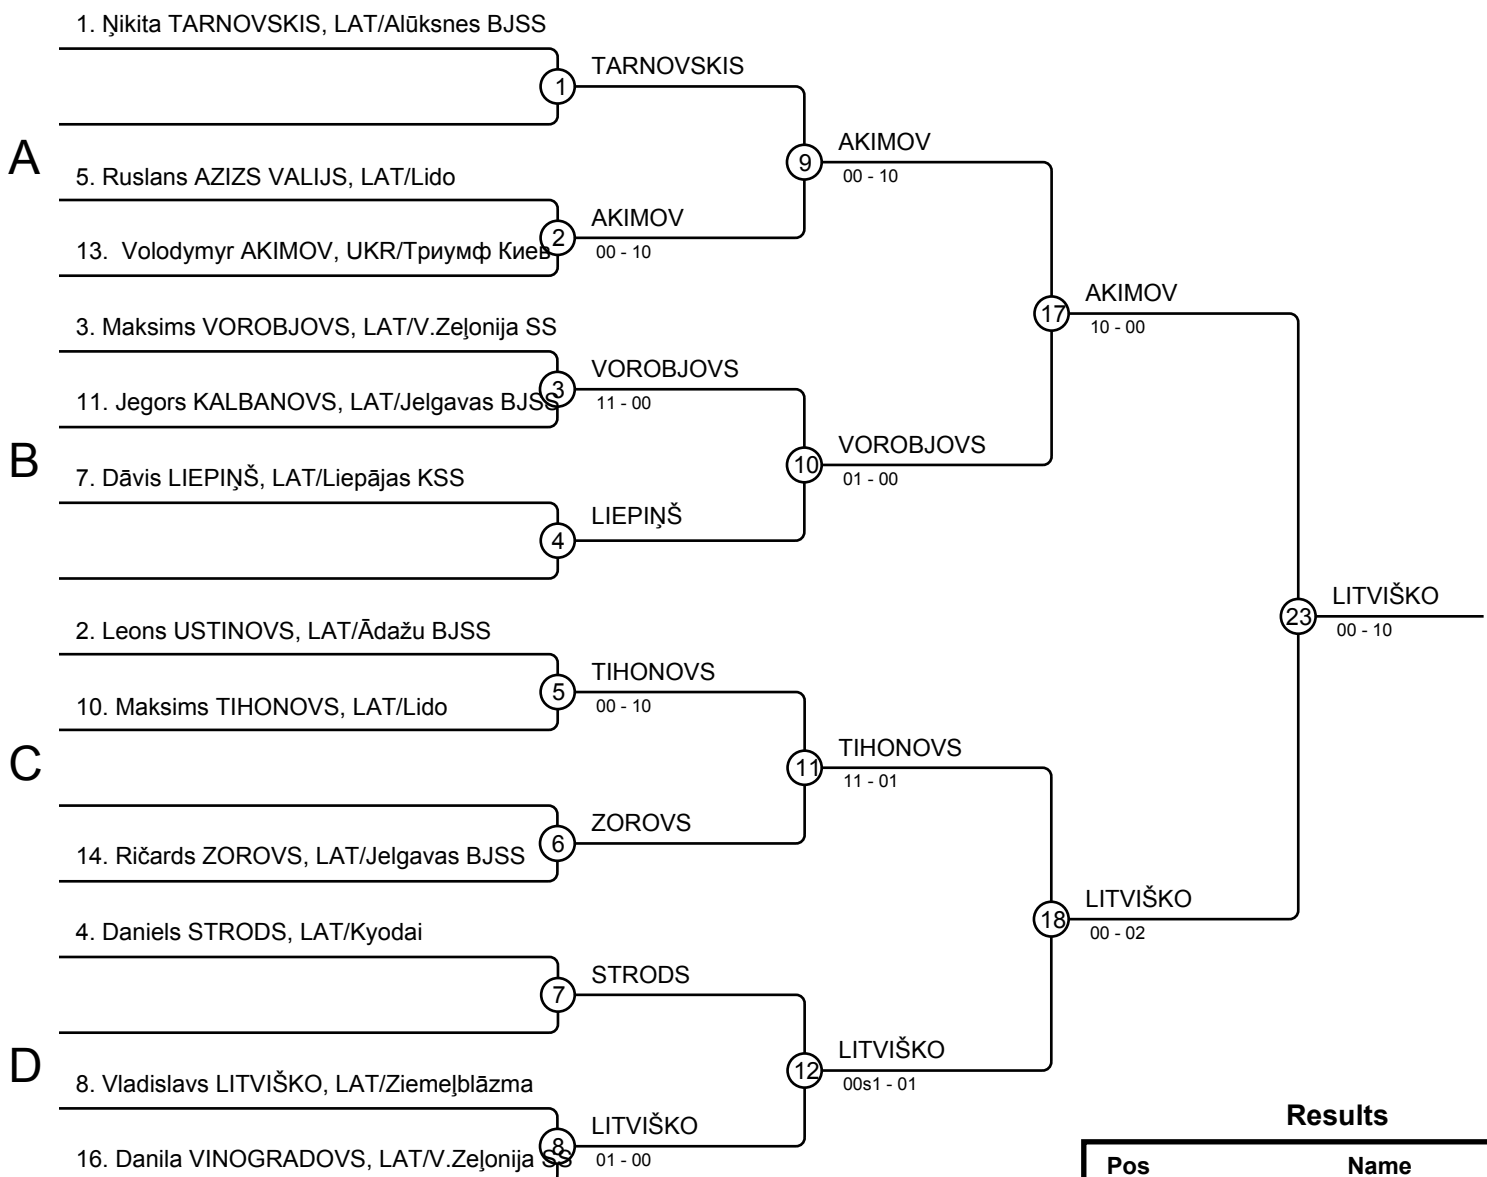 1. Ņikita TARNOVSKIS, LAT/Alūksnes BJSS
1
TARNOVSKIS
A
5. Ruslans AZIZS VALIJS, LAT/Lido
13.  Volodymyr AKIMOV, UKR/Триумф Киев
2
AKIMOV
00 - 10
9
AKIMOV
00 - 10
3. Maksims VOROBJOVS, LAT/V.Zeļonija SS
11. Jegors KALBANOVS, LAT/Jelgavas BJSS
3
VOROBJOVS
11 - 00
B
7. Dāvis LIEPIŅŠ, LAT/Liepājas KSS
4
LIEPIŅŠ
10
VOROBJOVS
01 - 00
17
AKIMOV
10 - 00
2. Leons USTINOVS, LAT/Ādažu BJSS
10. Maksims TIHONOVS, LAT/Lido
5
TIHONOVS
00 - 10
C
14. Ričards ZOROVS, LAT/Jelgavas BJSS
6
ZOROVS
11
TIHONOVS
11 - 01
4. Daniels STRODS, LAT/Kyodai
7
STRODS
D
8. Vladislavs LITVIŠKO, LAT/Ziemeļblāzma
16. Danila VINOGRADOVS, LAT/V.Zeļonija SS
8
LITVIŠKO
01 - 00
12
LITVIŠKO
00s1 - 01
18
LITVIŠKO
00 - 02
23
LITVIŠKO
00 - 10
Results
Pos Name